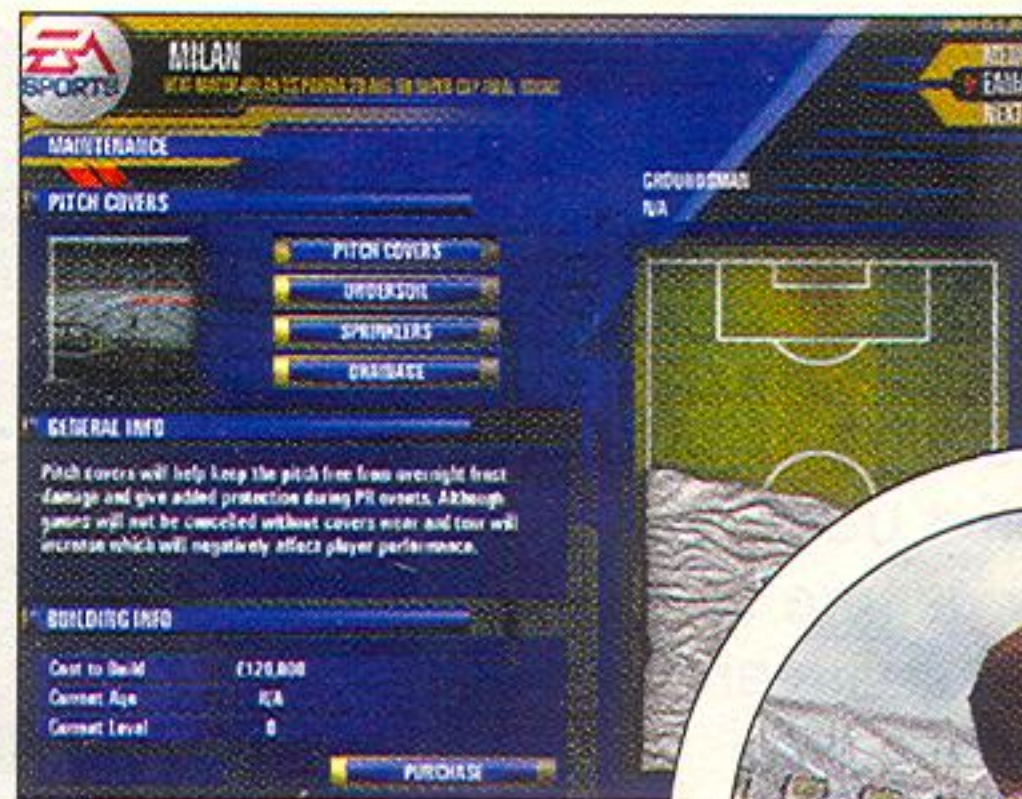 EA
SPORTS
MILAN
MAINTENANCE
PITCH COVERS
PITCH COVERS
UNDERSOIL
SPRINKLERS
DRAINAGE
GENERAL INFO
Pitch covers will help keep the pitch free from overnight frost
damage and give added protection during PR events. Although
games will not be cancelled without covers wear and tear will
increase which will negatively affect player performance.
BUILDING INFO
Cost to Build £120,000
Current Age N/A
Current Level 0
PURCHASE
GROUNDSMAN
N/A
NEXT